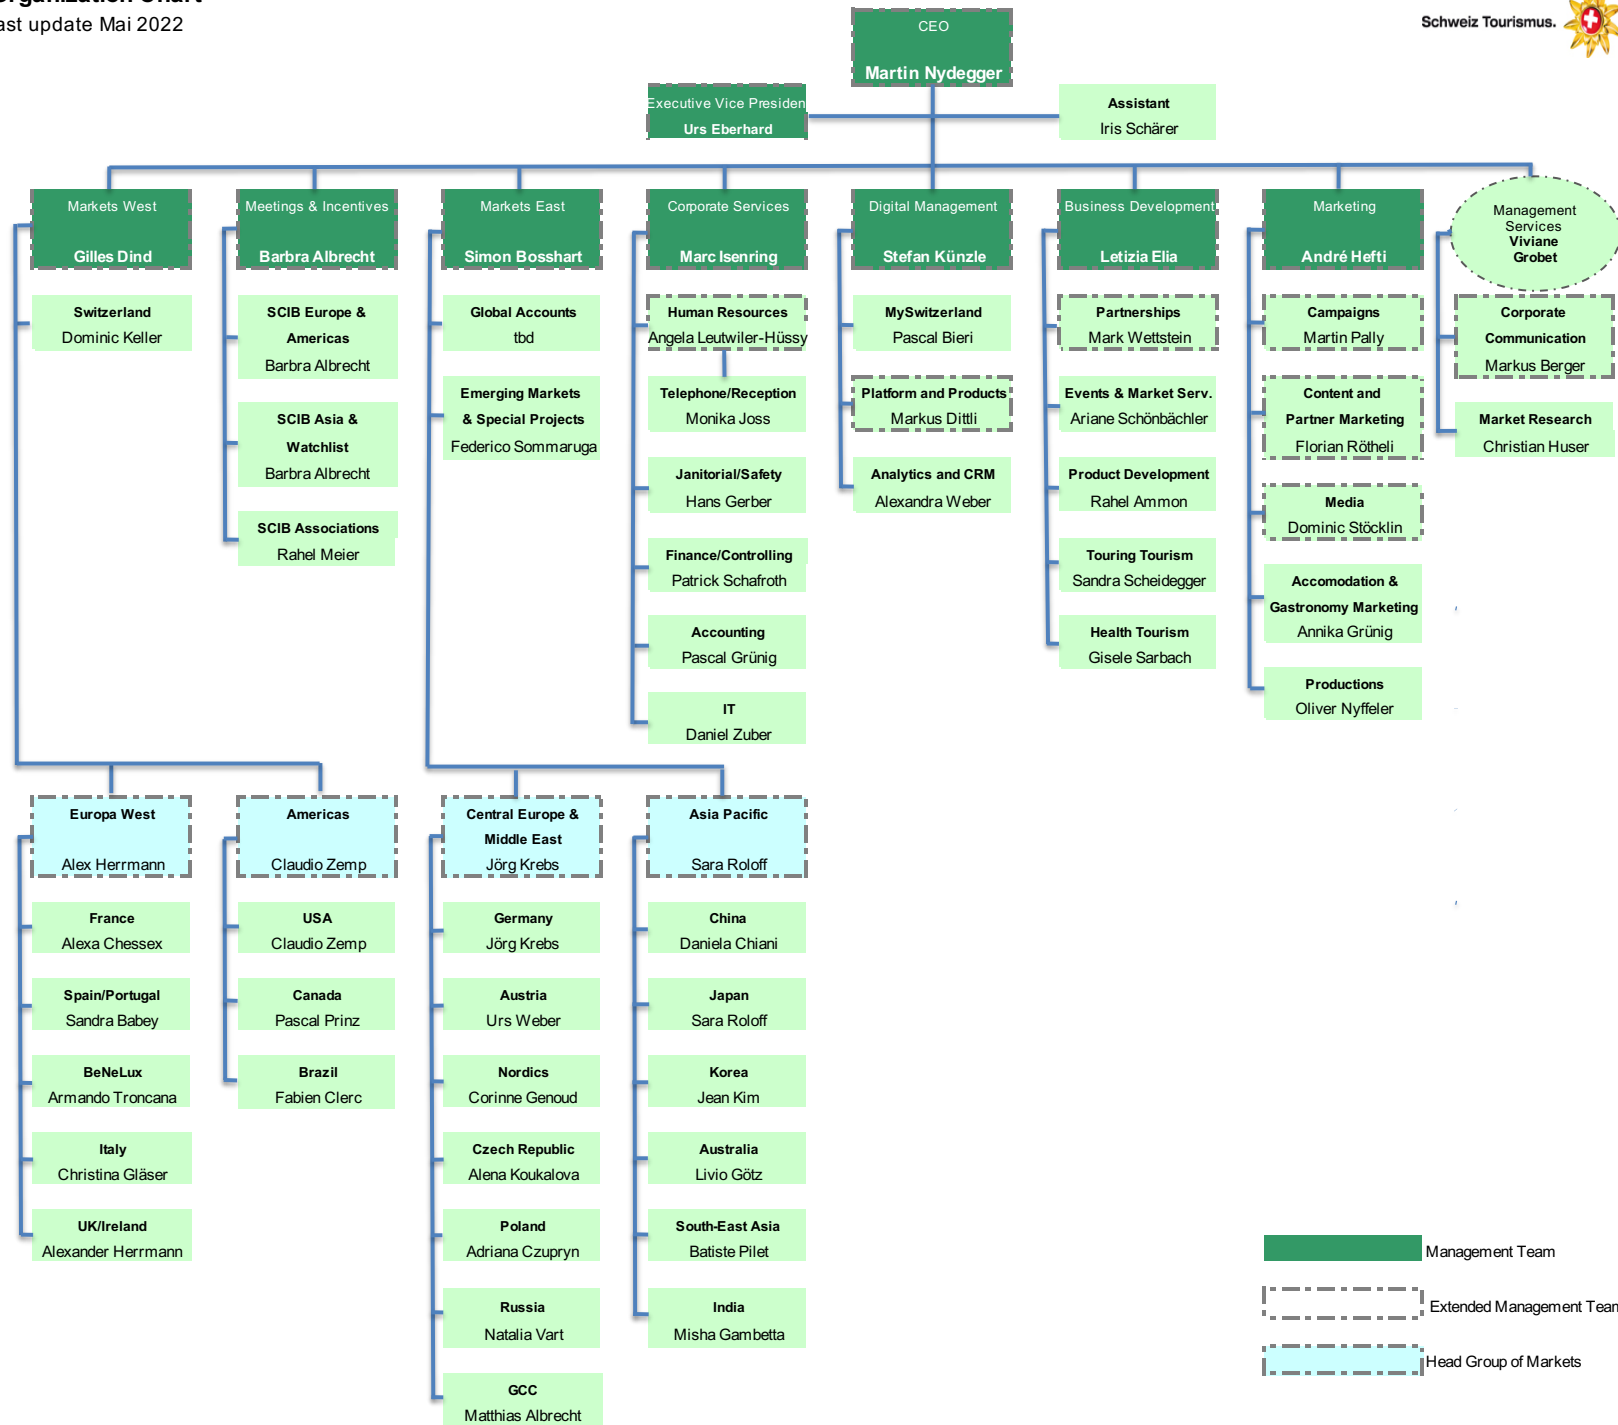 Organization Chart
ast update Mai 2022
Schweiz Tourismus.
CEO
Martin Nydegger
Executive Vice Presiden
Urs Eberhard
Assistant
Iris Schärer
Markets West
Gilles Dind
Meetings & Incentives
Barbra Albrecht
Markets East
Simon Bosshart
Corporate Services
Marc Isenring
Digital Management
Stefan Künzle
Business Development
Letizia Elia
Marketing
André Hefti
Management
Services
Viviane
Grobet
Switzerland
Dominic Keller
SCIB Europe &
Americas
Barbra Albrecht
SCIB Asia &
Watchlist
Barbra Albrecht
SCIB Associations
Rahel Meier
Global Accounts
tbd
Emerging Markets
& Special Projects
Federico Sommaruga
Human Resources
Angela Leutwiler-Hüssy
Telephone/Reception
Monika Joss
Janitorial/Safety
Hans Gerber
Finance/Controlling
Patrick Schafroth
Accounting
Pascal Grünig
IT
Daniel Zuber
MySwitzerland
Pascal Bieri
Platform and Products
Markus Dittli
Analytics and CRM
Alexandra Weber
Partnerships
Mark Wettstein
Events & Market Serv.
Ariane Schönbächler
Product Development
Rahel Ammon
Touring Tourism
Sandra Scheidegger
Health Tourism
Gisele Sarbach
Campaigns
Martin Pally
Content and
Partner Marketing
Florian Rötheli
Media
Dominic Stöcklin
Accomodation &
Gastronomy Marketing
Annika Grünig
Productions
Oliver Nyffeler
Corporate
Communication
Markus Berger
Market Research
Christian Huser
Europa West
Alex Herrmann
France
Alexa Chessex
Spain/Portugal
Sandra Babey
BeNeLux
Armando Troncana
Italy
Christina Gläser
UK/Ireland
Alexander Herrmann
Americas
Claudio Zemp
USA
Claudio Zemp
Canada
Pascal Prinz
Brazil
Fabien Clerc
Central Europe &
Middle East
Jörg Krebs
Germany
Jörg Krebs
Austria
Urs Weber
Nordics
Corinne Genoud
Czech Republic
Alena Koukalova
Poland
Adriana Czupryn
Russia
Natalia Vart
GCC
Matthias Albrecht
Asia Pacific
Sara Roloff
China
Daniela Chiani
Japan
Sara Roloff
Korea
Jean Kim
Australia
Livio Götz
South-East Asia
Batiste Pilet
India
Misha Gambetta
Management Team
Extended Management Team
Head Group of Markets